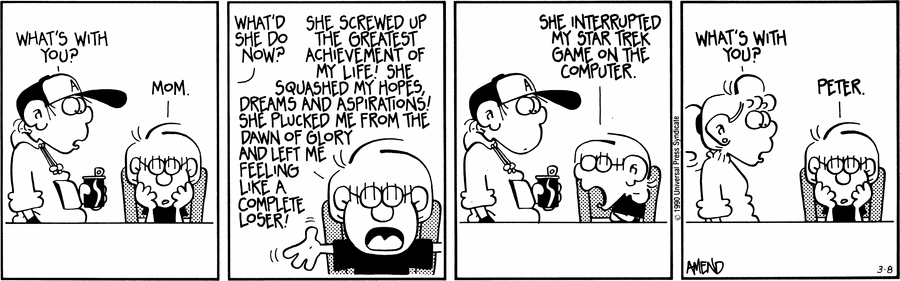 WHAT'S WITH
YOU?
A
MOM.
WHAT'D
SHE DO
NOW?
SHE SCREWED UP
THE GREATEST
ACHIEVEMENT OF
MY LIFE! SHE
SQUASHED MY HOPES,
DREAMS AND ASPIRATIONS!
SHE PLUCKED ME FROM THE
DAWN OF GLORY
AND LEFT ME
FEELING
LIKE A
COMPLETE
LOSER!
SHE INTERRUPTED
MY STAR TREK
GAME ON THE
COMPUTER.
A
© 1990 Universal Press Syndicate
WHAT'S WITH
YOU?
PETER.
AMEND
3-8